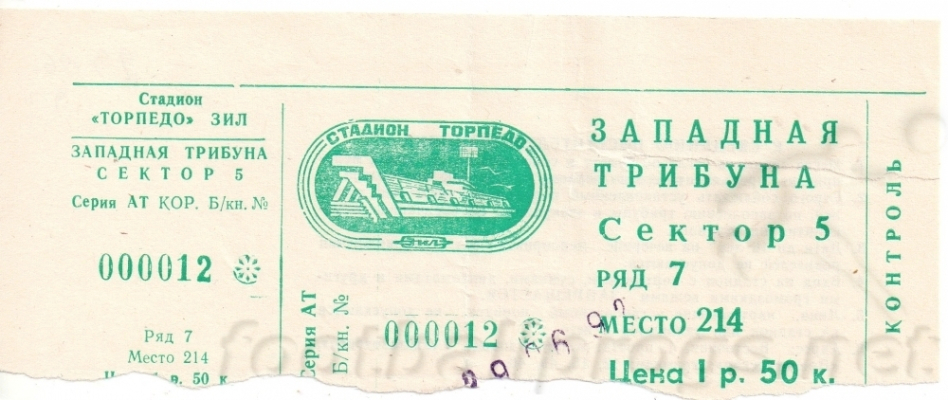 Стадион
«ТОРПЕДО» ЗИЛ
ЗАПАДНАЯ ТРИБУНА
СЕКТОР 5
Серия АТ КОР. Б/кн. №
000012
Ряд 7
Место 214
р. 50 к.
СТАДИОН ТОРПЕДО
ЗИЛ
Серия АТ
Б/кн. №
000012
ЗАПАДНАЯ
ТРИБУНА
Сектор 5
РЯД 7
МЕСТО 214
Цена 1 р. 50 к.
КОНТРОЛЬ